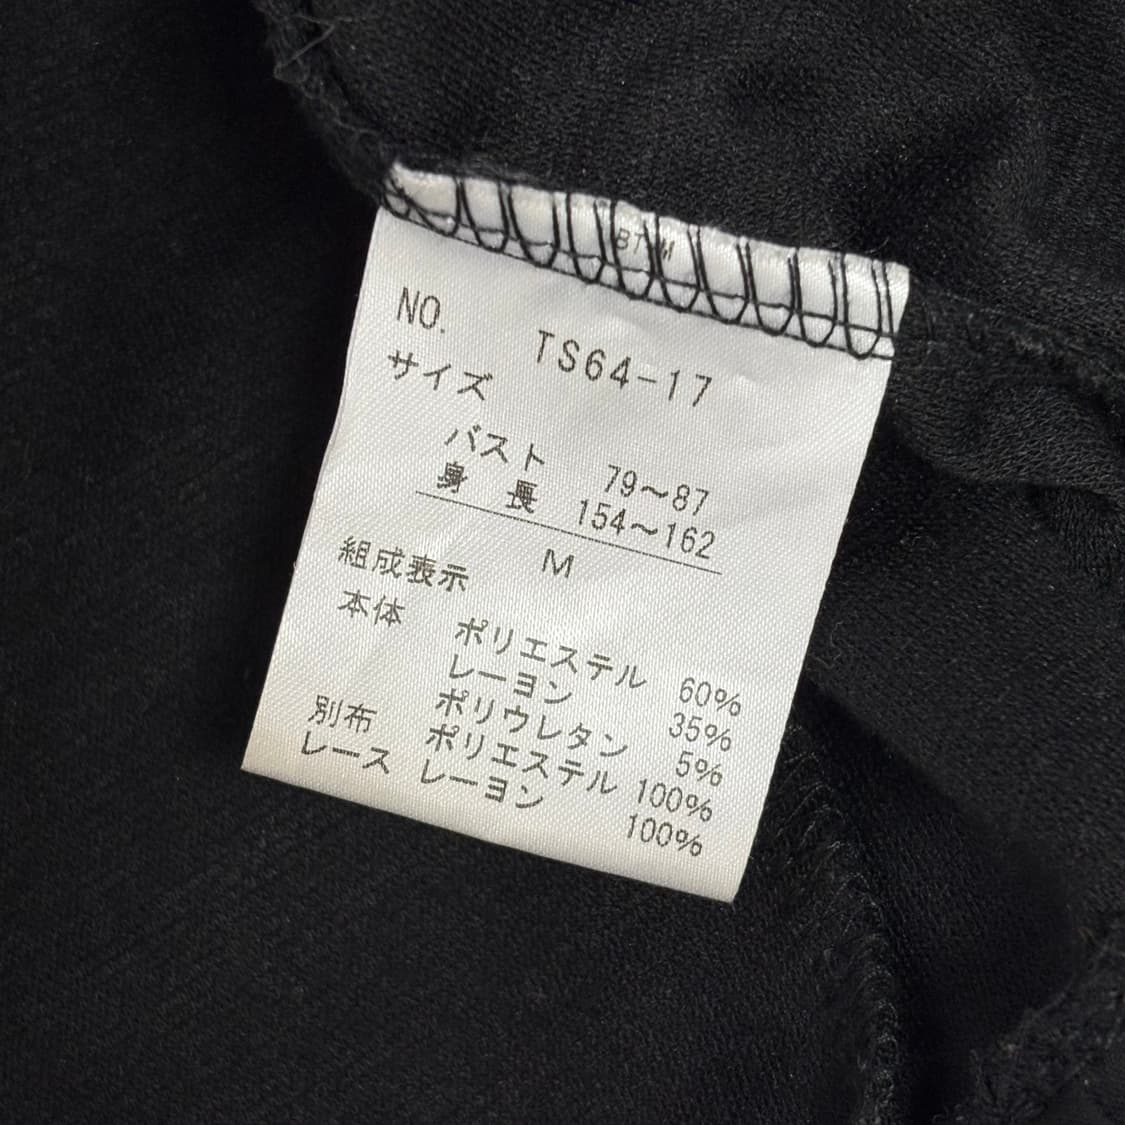 NO. TS64-17
サイズ
バスト 79〜87
身 長 154〜162
M
組成表示
本体 ポリエステル 60%
レーヨン 35%
ポリウレタン 5%
別布 ポリエステル 100%
レース レーヨン 100%